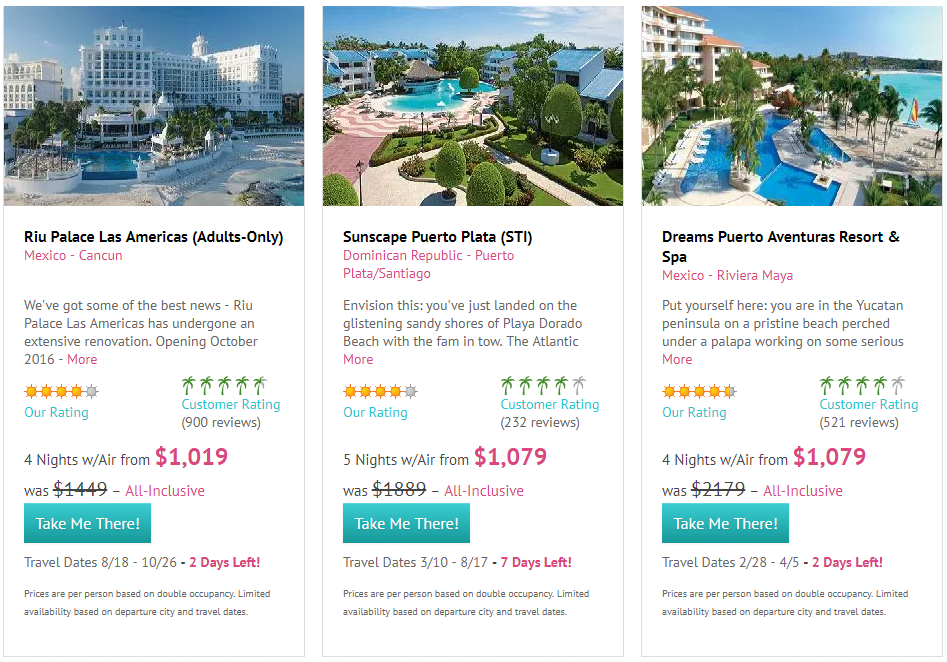 Riu Palace Las Americas (Adults-Only)
Mexico - Cancun
We've got some of the best news - Riu
Palace Las Americas has undergone an
extensive renovation. Opening October
2016 - More
Our Rating
Customer Rating
(900 reviews)
4 Nights w/Air from $1,019
was $1449 – All-Inclusive
Take Me There!
Travel Dates 8/18 - 10/26 - 2 Days Left!
Prices are per person based on double occupancy. Limited
availability based on departure city and travel dates.
Sunscape Puerto Plata (STI)
Dominican Republic - Puerto
Plata/Santiago
Envision this: you've just landed on the
glistening sandy shores of Playa Dorado
Beach with the fam in tow. The Atlantic
More
Our Rating
Customer Rating
(232 reviews)
5 Nights w/Air from $1,079
was $1889 – All-Inclusive
Take Me There!
Travel Dates 3/10 - 8/17 - 7 Days Left!
Prices are per person based on double occupancy. Limited
availability based on departure city and travel dates.
Dreams Puerto Aventuras Resort &
Spa
Mexico - Riviera Maya
Put yourself here: you are in the Yucatan
peninsula on a pristine beach perched
under a palapa working on some serious
More
Our Rating
Customer Rating
(521 reviews)
4 Nights w/Air from $1,079
was $2179 – All-Inclusive
Take Me There!
Travel Dates 2/28 - 4/5 - 2 Days Left!
Prices are per person based on double occupancy. Limited
availability based on departure city and travel dates.